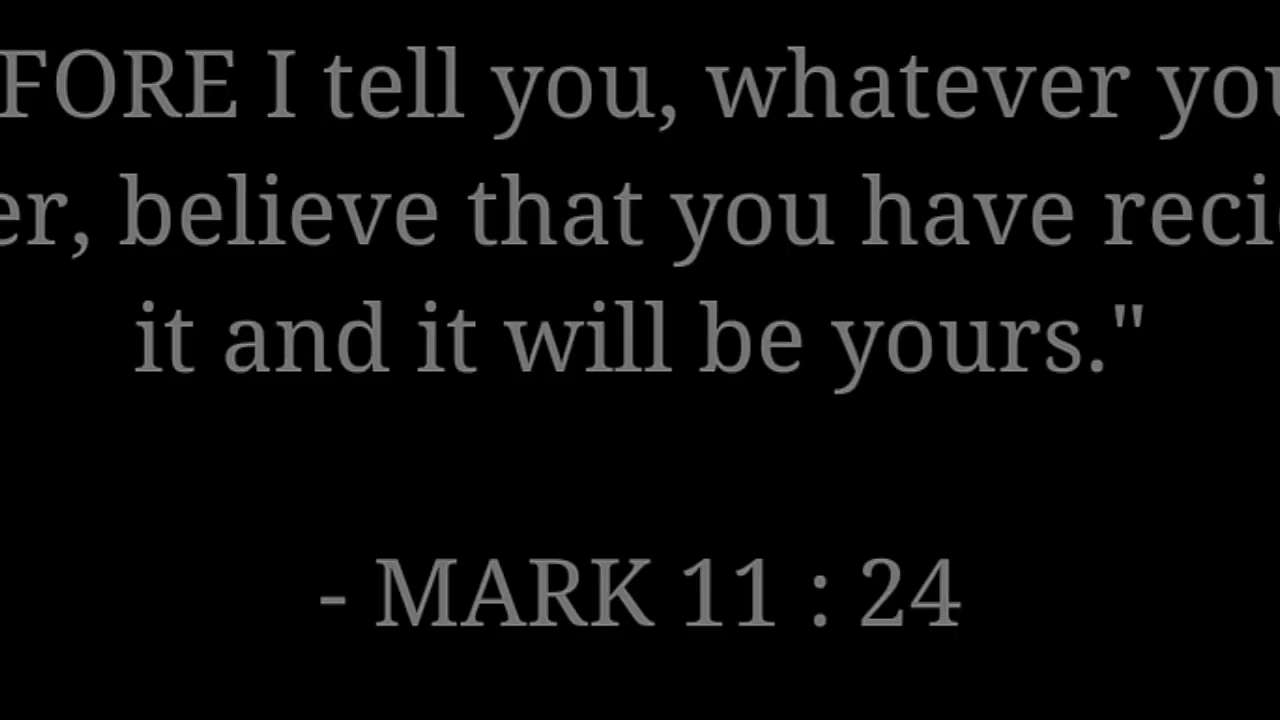 FORE I tell you, whatever you
er, believe that you have reci
it and it will be yours."
- MARK 11 : 24